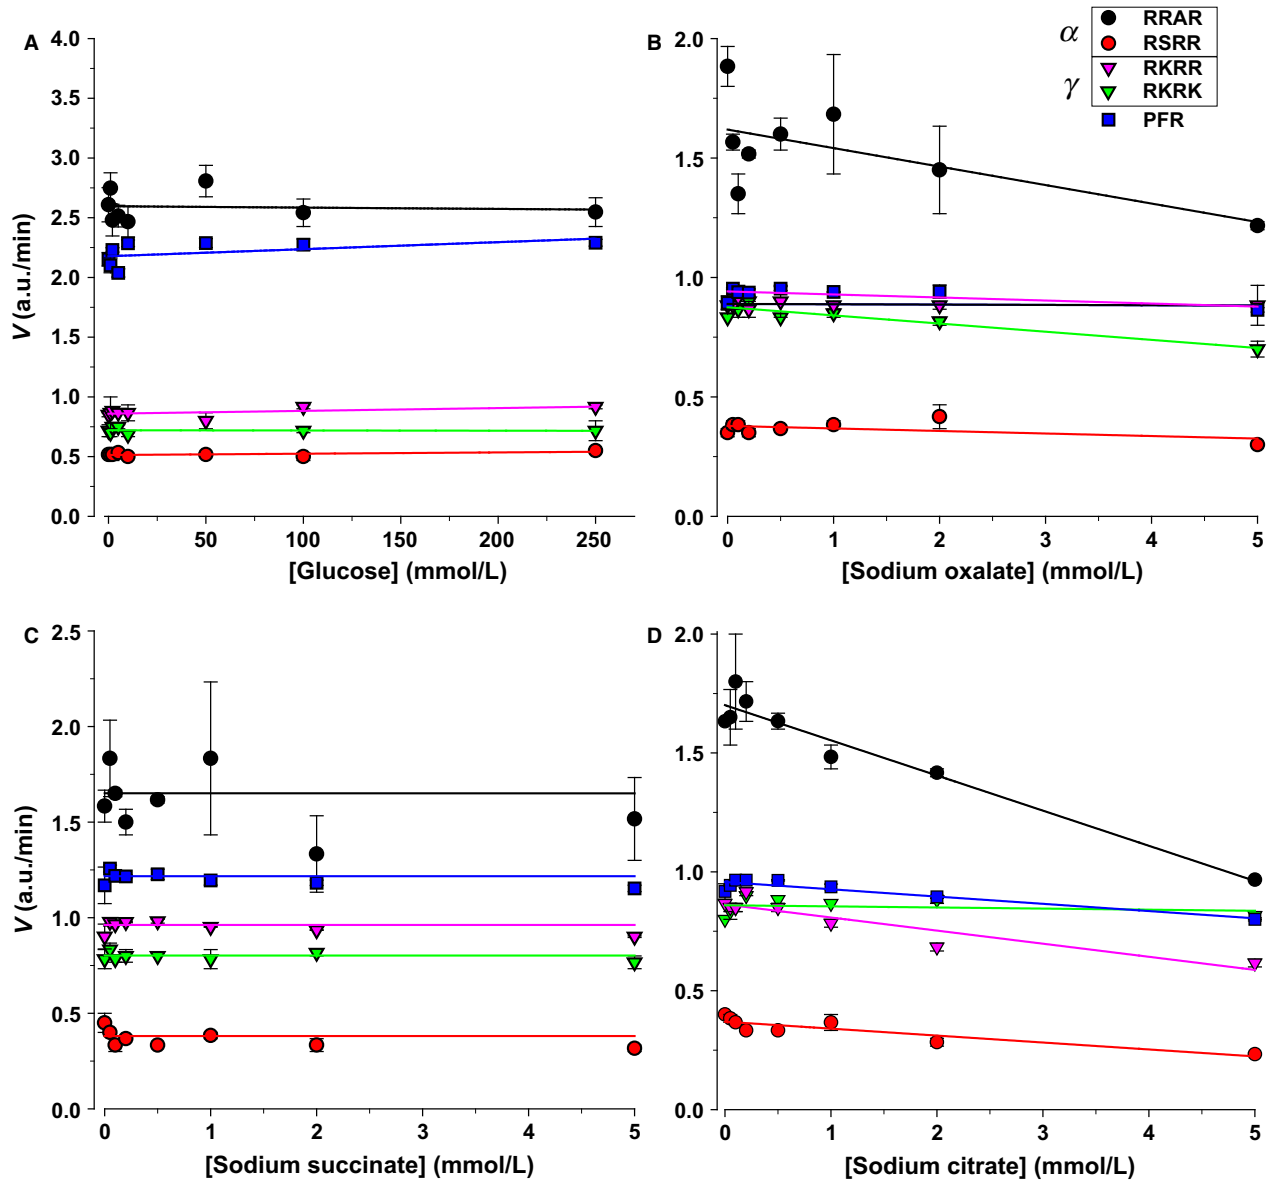 A
4.0
3.5
3.0
2.5
2.0
1.5
1.0
0.5
0.0
V (a.u./min)
0 50 100 150 200 250
[Glucose] (mmol/L)
B
2.0
1.5
1.0
0.5
0.0
0 1 2 3 4 5
[Sodium oxalate] (mmol/L)
α
RRAR
RSRR
γ
RKRR
RKRK
PFR
C
2.5
2.0
1.5
1.0
0.5
0.0
V (a.u./min)
0 1 2 3 4 5
[Sodium succinate] (mmol/L)
D
2.0
1.5
1.0
0.5
0.0
0 1 2 3 4 5
[Sodium citrate] (mmol/L)